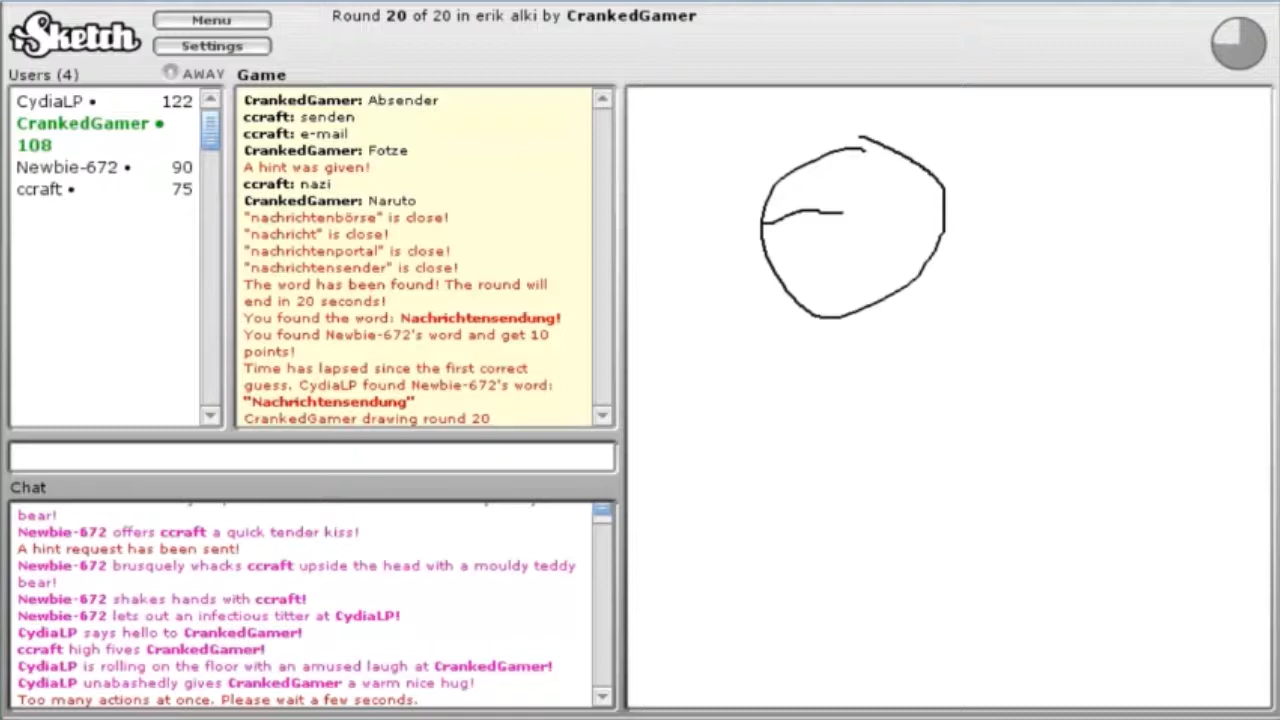 iSketch
Menu
Settings
Round 20 of 20 in erik alki by CrankedGamer
Users (4)
AWAY
Game
CydiaLP • 122
CrankedGamer •
108
Newbie-672 • 90
ccraft • 75
CrankedGamer: Absender
ccraft: senden
ccraft: e-mail
CrankedGamer: Fotze
A hint was given!
ccraft: nazi
CrankedGamer: Naruto
"nachrichtenbörse" is close!
"nachricht" is close!
"nachrichtenportal" is close!
"nachrichtensender" is close!
The word has been found! The round will
end in 20 seconds!
You found the word: Nachrichtensendung!
You found Newbie-672's word and get 10
points!
Time has lapsed since the first correct
guess. CydiaLP found Newbie-672's word:
"Nachrichtensendung"
CrankedGamer drawing round 20
Chat
bear!
Newbie-672 offers ccraft a quick tender kiss!
A hint request has been sent!
Newbie-672 brusquely whacks ccraft upside the head with a mouldy teddy
bear!
Newbie-672 shakes hands with ccraft!
Newbie-672 lets out an infectious titter at CydiaLP!
CydiaLP says hello to CrankedGamer!
ccraft high fives CrankedGamer!
CydiaLP is rolling on the floor with an amused laugh at CrankedGamer!
CydiaLP unabashedly gives CrankedGamer a warm nice hug!
Too many actions at once. Please wait a few seconds.